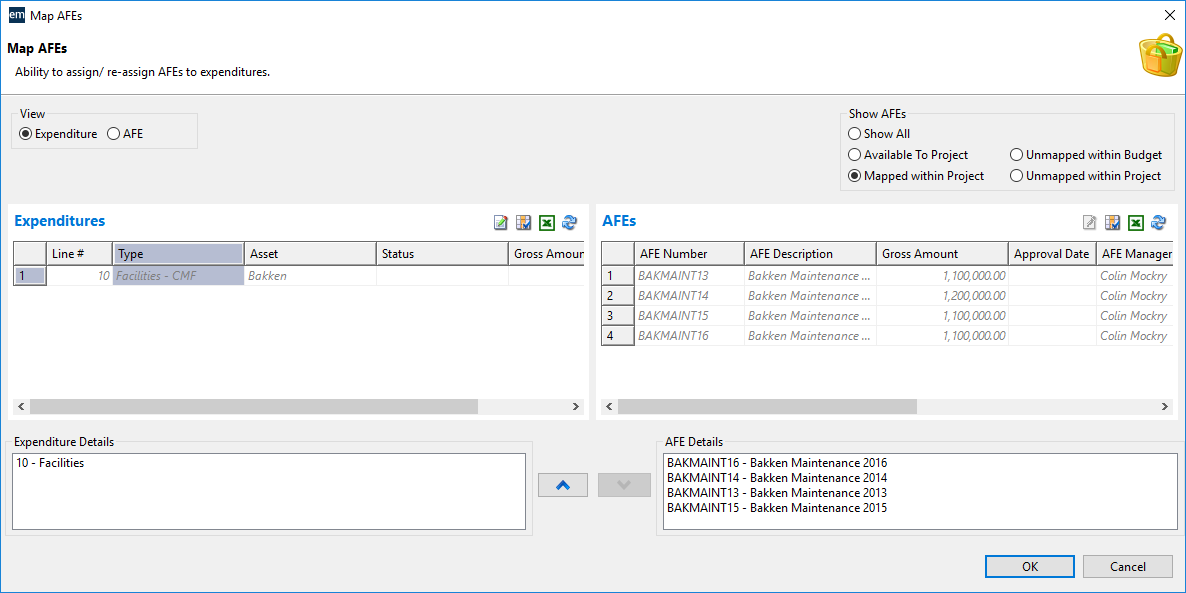 em Map AFEs
Map AFEs
Ability to assign/ re-assign AFEs to expenditures.
View
Expenditure AFE
Show AFEs
Show All
Available To Project Unmapped within Budget
Mapped within Project Unmapped within Project
Expenditures
Line # Type Asset Status Gross Amoun
1 10 Facilities - CMF Bakken
AFEs
AFE Number AFE Description Gross Amount Approval Date AFE Manager
1 BAKMAINT13 Bakken Maintenance ... 1,100,000.00 Colin Mockry
2 BAKMAINT14 Bakken Maintenance ... 1,200,000.00 Colin Mockry
3 BAKMAINT15 Bakken Maintenance ... 1,100,000.00 Colin Mockry
4 BAKMAINT16 Bakken Maintenance ... 1,100,000.00 Colin Mockry
Expenditure Details
10 - Facilities
AFE Details
BAKMAINT16 - Bakken Maintenance 2016
BAKMAINT14 - Bakken Maintenance 2014
BAKMAINT13 - Bakken Maintenance 2013
BAKMAINT15 - Bakken Maintenance 2015
OK Cancel